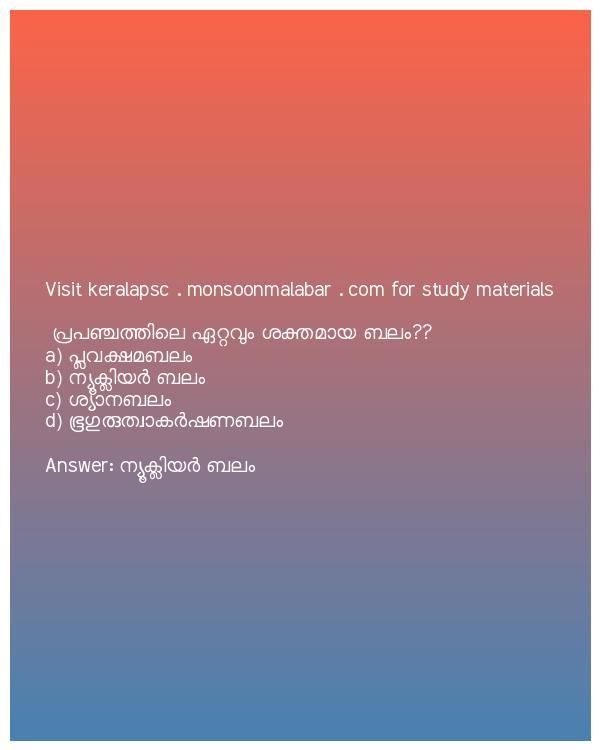 Visit keralapsc . monsoonmalabar . com for study materials
പ്രപഞ്ചത്തിലെ ഏറ്റവും ശക്തമായ ബലം??
a) പ്ലവക്ഷമബലം
b) ന്യൂക്ലിയർ ബലം
c) ശ്യാനബലം
d) ഭൂഗുരുത്വാകർഷണബലം
Answer: ന്യൂക്ലിയർ ബലം